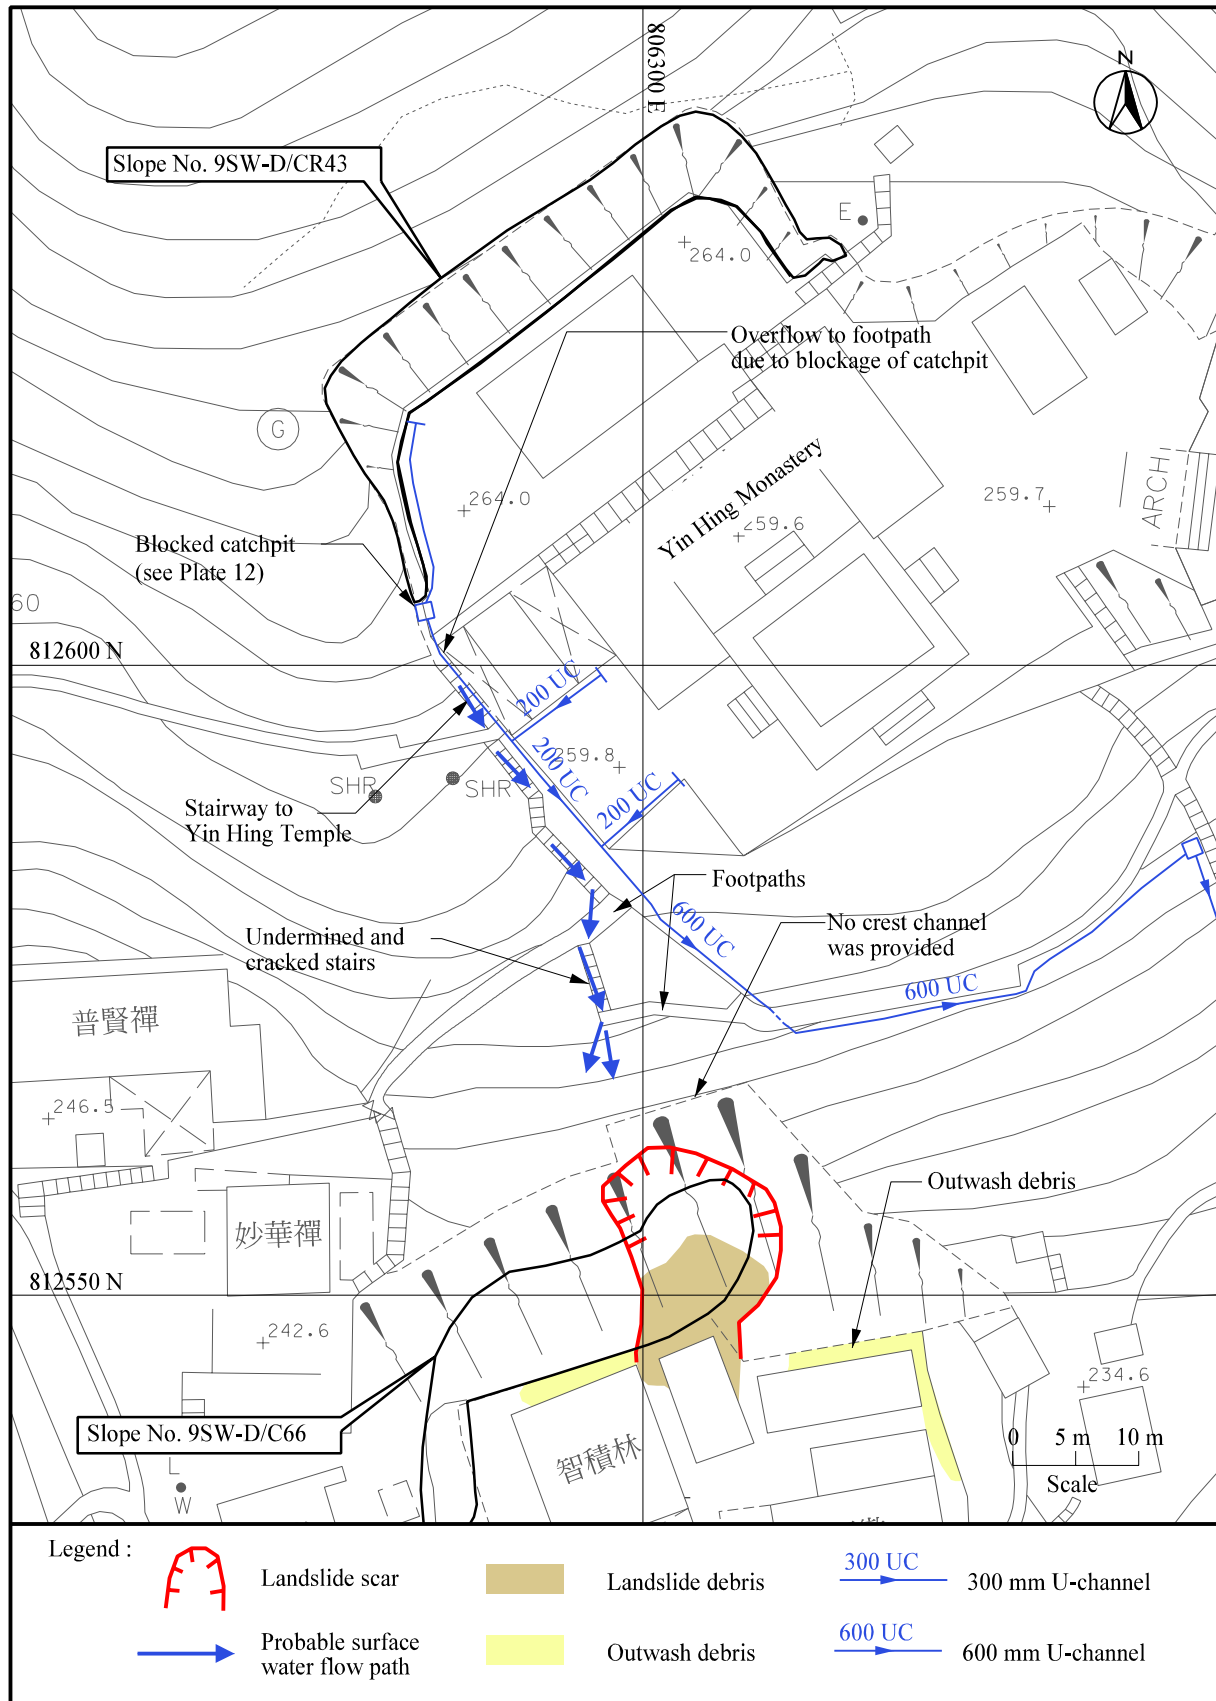 806300 E
N
Slope No. 9SW-D/CR43
E
264.0
Overflow to footpath
due to blockage of catchpit
G
Yin Hing Monastery
264.0
259.7
ARCH
259.6
Blocked catchpit
(see Plate 12)
60
812600 N
200 UC
200 UC
259.8
200 UC
SHR
SHR
Stairway to
Yin Hing Temple
Footpaths
600 UC
No crest channel
was provided
Undermined and
cracked stairs
600 UC
普賢禪
246.5
Outwash debris
妙華禪
812550 N
242.6
234.6
Slope No. 9SW-D/C66
智積林
L
W
0 5 m 10 m
Scale
Legend :
Landslide scar
Landslide debris
300 UC
300 mm U-channel
Probable surface
water flow path
Outwash debris
600 UC
600 mm U-channel